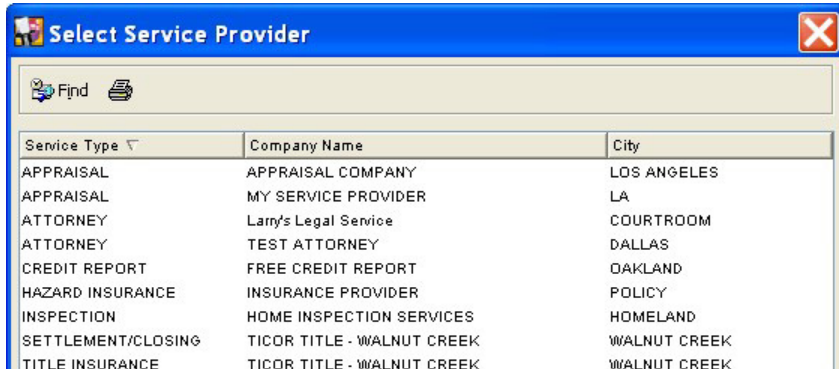 Select Service Provider
Find
Service Type Company Name City
APPRAISAL APPRAISAL COMPANY LOS ANGELES
APPRAISAL MY SERVICE PROVIDER LA
ATTORNEY Larry's Legal Service COURTROOM
ATTORNEY TEST ATTORNEY DALLAS
CREDIT REPORT FREE CREDIT REPORT OAKLAND
HAZARD INSURANCE INSURANCE PROVIDER POLICY
INSPECTION HOME INSPECTION SERVICES HOMELAND
SETTLEMENT/CLOSING TICOR TITLE - WALNUT CREEK WALNUT CREEK
TITLE INSURANCE TICOR TITLE - WALNUT CREEK WALNUT CREEK